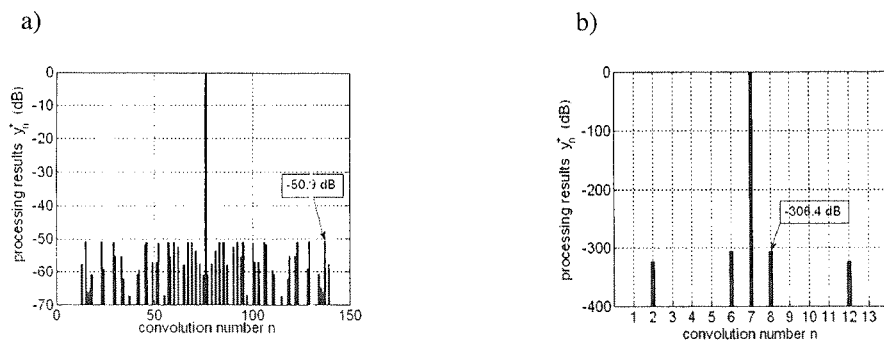 a)
b)
0
-10
-20
-30
-40
-50
-60
-70
processing results y_n^+ (dB)
-50.9 dB
0
50
100
150
convolution number n
0
-100
-200
-300
-400
processing results y_n^+ (dB)
-306.4 dB
1 2 3 4 5 6 7 8 9 10 11 12 13
convolution number n